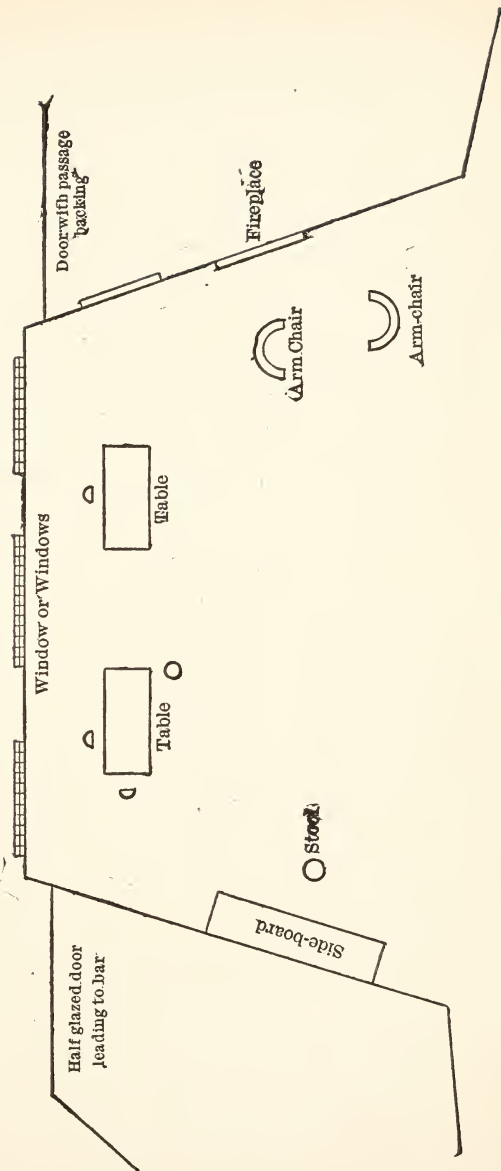 Window or Windows
Door with passage
backing
Half glazed door
leading to bar
Table
Table
Fireplace
Arm Chair
Side-board
Stool
Arm-chair